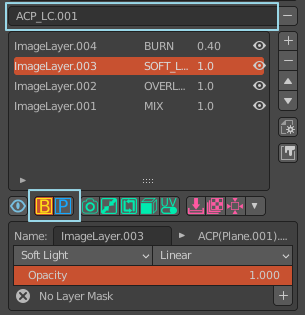 ACP_LC.001
ImageLayer.004 BURN 0.40
ImageLayer.003 SOFT_L... 1.0
ImageLayer.002 OVERL... 1.0
ImageLayer.001 MIX 1.0
B P UV
Name: ImageLayer.003 ACP(Plane.001)....
Soft Light Linear
Opacity 1.000
No Layer Mask